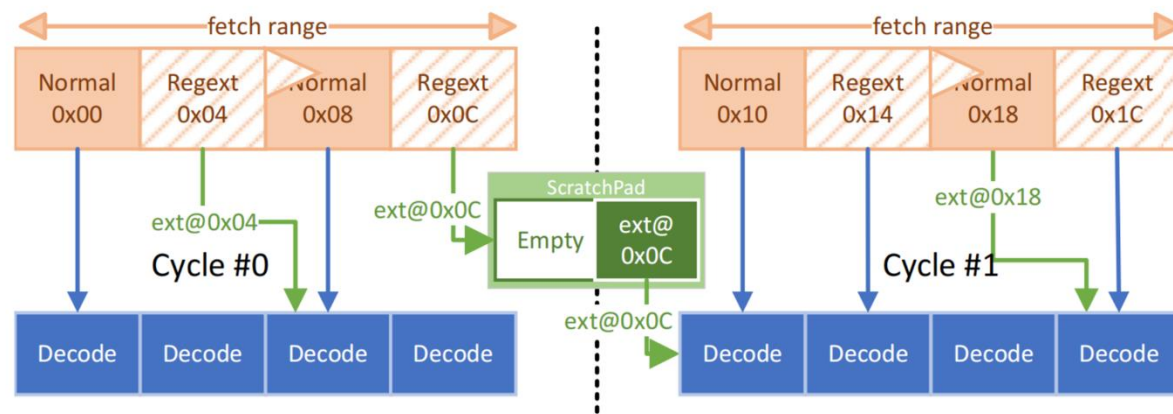 fetch range
Normal
0x00
Regext
0x04
Normal
0x08
Regext
0x0C
ext@0x04
ext@0x0C
Cycle #0
Decode
Decode
Decode
Decode
ScratchPad
Empty
ext@
0x0C
ext@0x0C
fetch range
Normal
0x10
Regext
0x14
Normal
0x18
Regext
0x1C
ext@0x18
Cycle #1
Decode
Decode
Decode
Decode